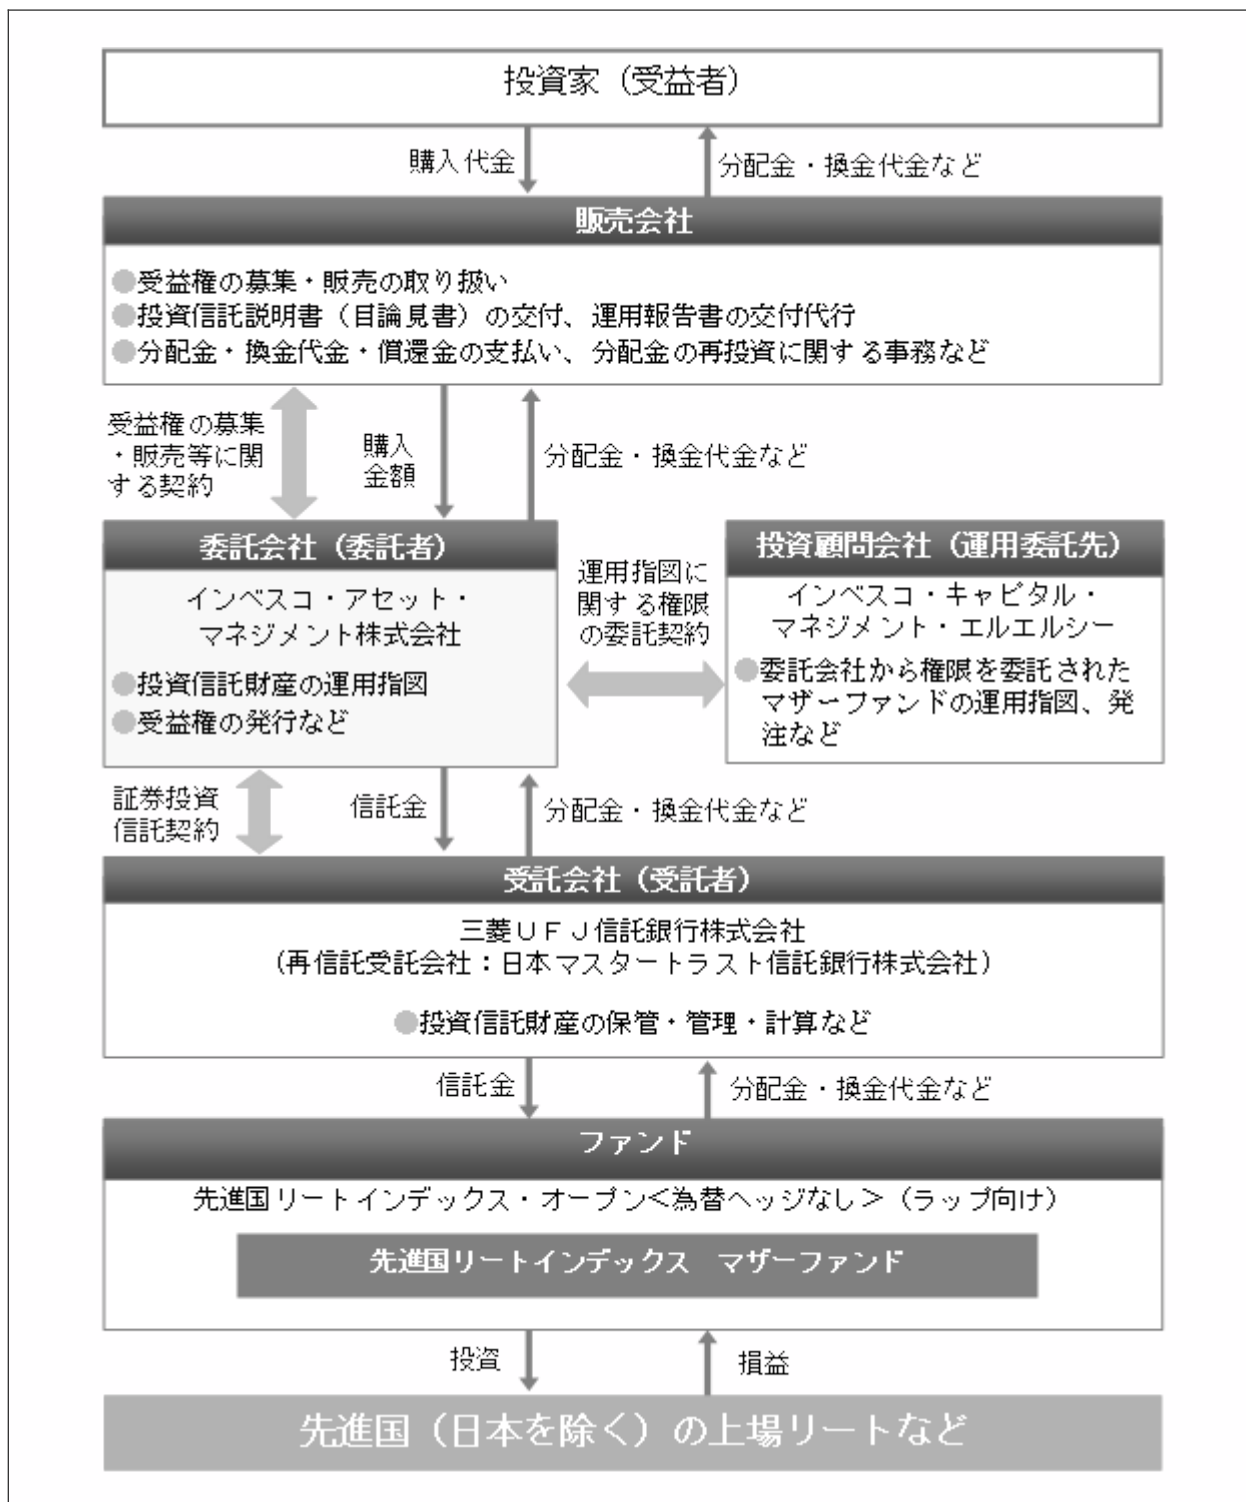 投資家（受益者）
購入代金
分配金・換金代金など
販売会社
●受益権の募集・販売の取り扱い
●投資信託説明書（目論見書）の交付、運用報告書の交付代行
●分配金・換金代金・償還金の支払い、分配金の再投資に関する事務など
受益権の募集
・販売等に関
する契約
購入
金額
分配金・換金代金など
委託会社（委託者）
インベスコ・アセット・
マネジメント株式会社
●投資信託財産の運用指図
●受益権の発行など
運用指図に
関する権限
の委託契約
投資顧問会社（運用委託先）
インベスコ・キャピタル・
マネジメント・エルエルシー
●委託会社から権限を委託された
マザーファンドの運用指図、発
注など
証券投資
信託契約
信託金
分配金・換金代金など
受託会社（受託者）
三菱ＵＦＪ信託銀行株式会社
（再信託受託会社：日本マスタートラスト信託銀行株式会社）
●投資信託財産の保管・管理・計算など
信託金
分配金・換金代金など
ファンド
先進国リートインデックス・オープン＜為替ヘッジなし＞（ラップ向け）
先進国リートインデックス　マザーファンド
投資
損益
先進国（日本を除く）の上場リートなど